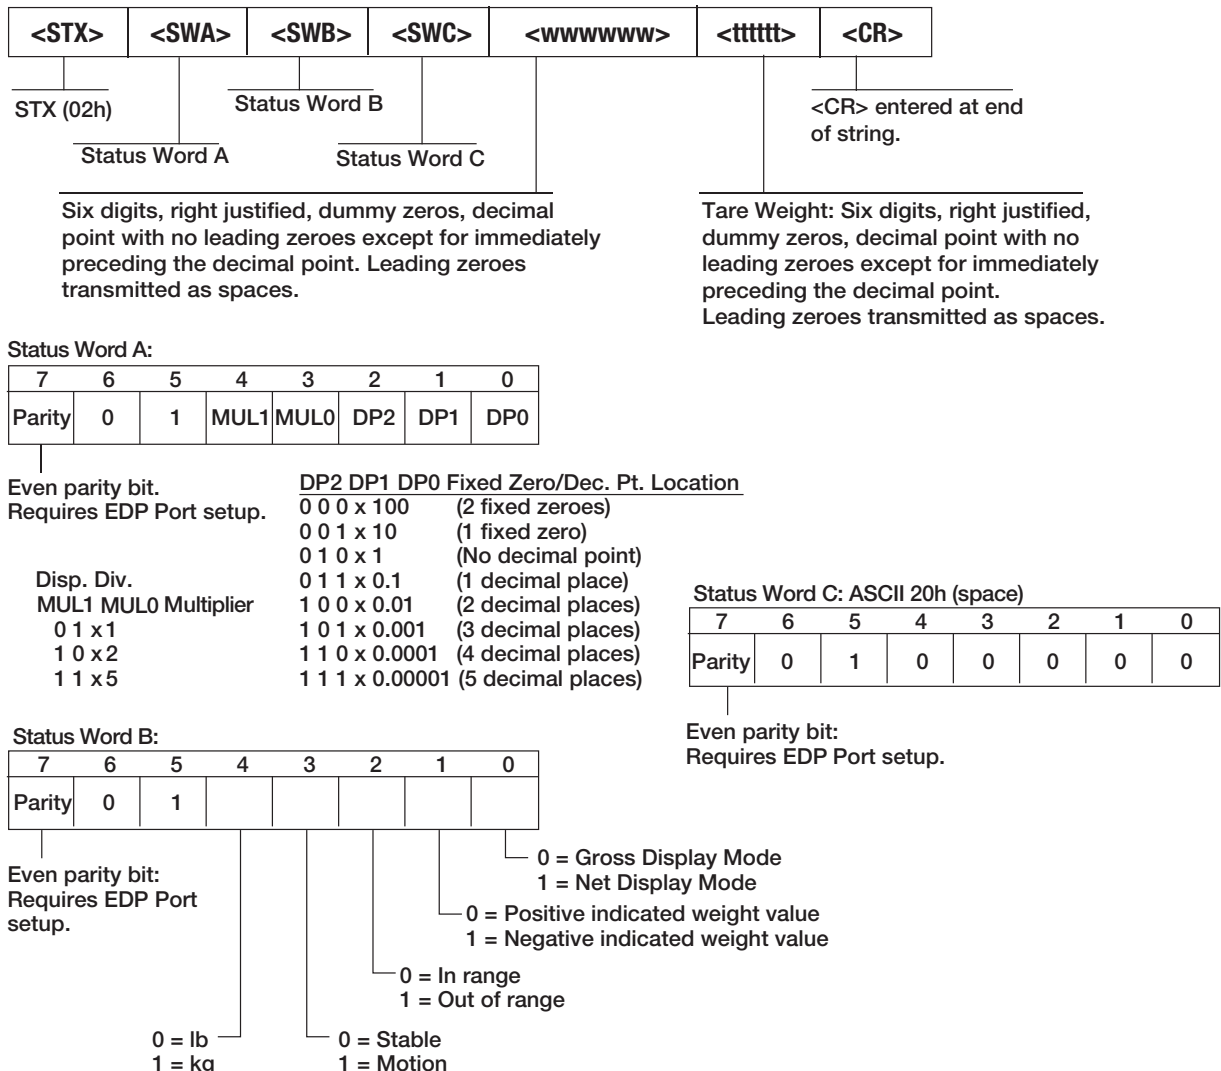 <STX> <SWA> <SWB> <SWC> <wwwwww> <tttttt> <CR>
STX (02h)
Status Word A
Status Word B
Status Word C
<CR> entered at end
of string.
Six digits, right justified, dummy zeros, decimal
point with no leading zeroes except for immediately
preceding the decimal point. Leading zeroes
transmitted as spaces.
Tare Weight: Six digits, right justified,
dummy zeros, decimal point with no
leading zeroes except for immediately
preceding the decimal point.
Leading zeroes transmitted as spaces.
Status Word A:
7 6 5 4 3 2 1 0
Parity 0 1 MUL1 MUL0 DP2 DP1 DP0
Even parity bit.
Requires EDP Port setup.
Disp. Div.
MUL1 MUL0 Multiplier
0 1 x 1
1 0 x 2
1 1 x 5
DP2 DP1 DP0 Fixed Zero/Dec. Pt. Location
0 0 0 x 100 (2 fixed zeroes)
0 0 1 x 10 (1 fixed zero)
0 1 0 x 1 (No decimal point)
0 1 1 x 0.1 (1 decimal place)
1 0 0 x 0.01 (2 decimal places)
1 0 1 x 0.001 (3 decimal places)
1 1 0 x 0.0001 (4 decimal places)
1 1 1 x 0.00001 (5 decimal places)
Status Word C: ASCII 20h (space)
7 6 5 4 3 2 1 0
Parity 0 1 0 0 0 0 0
Even parity bit:
Requires EDP Port setup.
Status Word B:
7 6 5 4 3 2 1 0
Parity 0 1
Even parity bit:
Requires EDP Port
setup.
0 = Gross Display Mode
1 = Net Display Mode
0 = Positive indicated weight value
1 = Negative indicated weight value
0 = In range
1 = Out of range
0 = Stable
1 = Motion
0 = lb
1 = kg